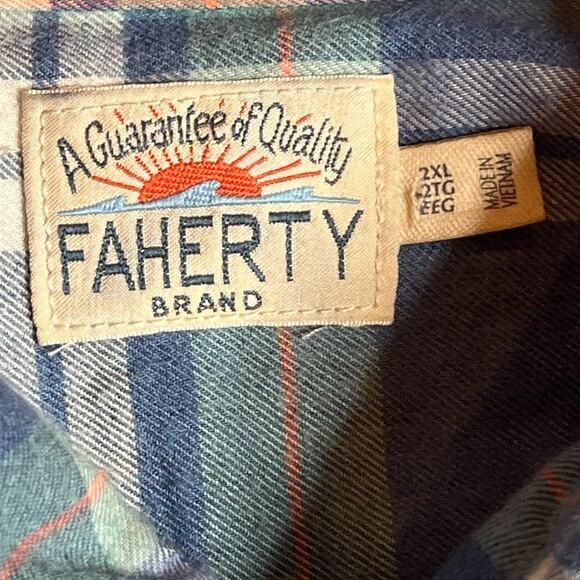 A Guarantee of Quality
FAHERTY
BRAND
2XL
2TG
EEG
MADE IN
VIETNAM